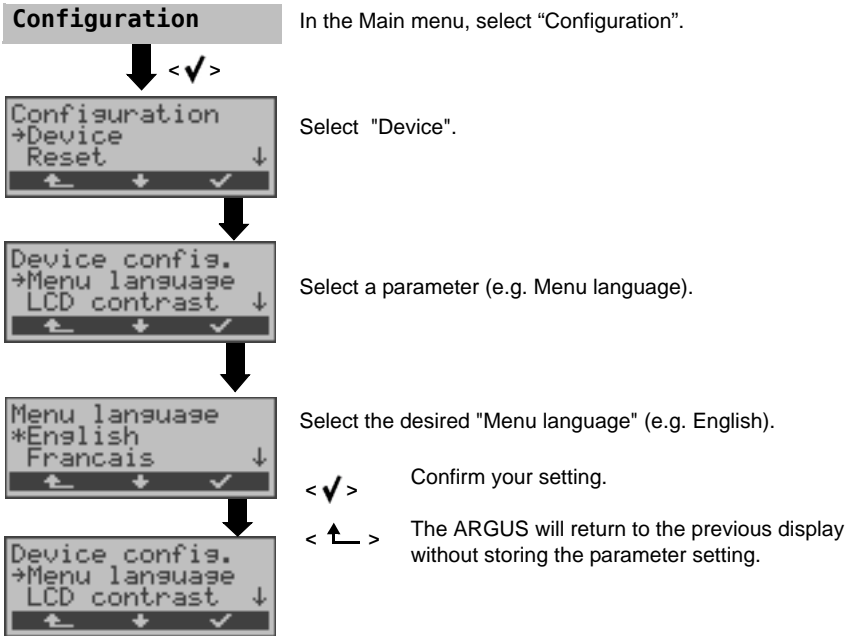 Configuration
In the Main menu, select “Configuration”.
<✓>
Configuration
→Device
Reset ↓
Select "Device".
Device config.
→Menu language
LCD contrast ↓
Select a parameter (e.g. Menu language).
Menu language
*English
Francais ↓
Select the desired "Menu language" (e.g. English).
<✓> Confirm your setting.
< > The ARGUS will return to the previous display
without storing the parameter setting.
Device config.
→Menu language
LCD contrast ↓